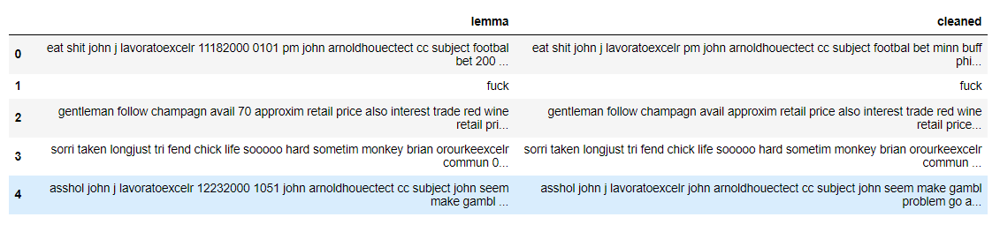 lemma cleaned
0 eat shit john j lavoratoexcelr 11182000 0101 pm john arnoldhouectect cc subject footbal eat shit john j lavoratoexcelr pm john arnoldhouectect cc subject footbal bet minn buff
bet 200 ... phi...
1 fuck fuck
2 gentleman follow champagn avail 70 approxim retail price also interest trade red wine gentleman follow champagn avail approxim retail price also interest trade red wine
retail pri... retail price...
3 sorri taken longjust tri fend chick life sooooo hard sometim monkey brian orourkeexcelr sorri taken longjust tri fend chick life sooooo hard sometim monkey brian orourkeexcelr
commun 0... commun ...
4 asshol john j lavoratoexcelr 12232000 1051 john arnoldhouectect cc subject john seem asshol john j lavoratoexcelr john arnoldhouectect cc subject john seem make gambl
make gambl ... problem go a...